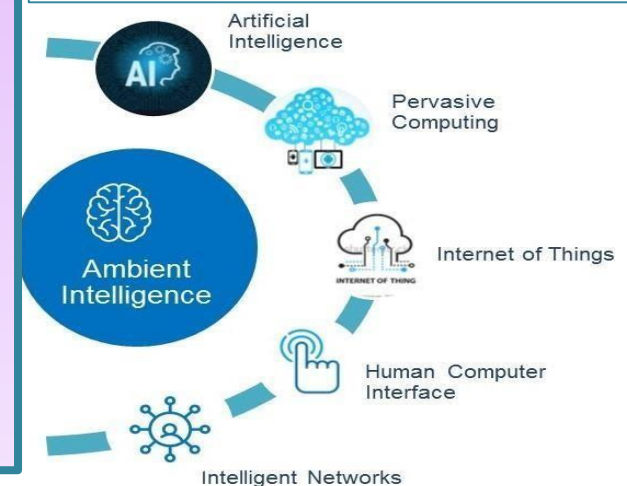 Artificial
Intelligence
AI
Pervasive
Computing
Internet of Things
INTERNET OF THING
Ambient
Intelligence
Human Computer
Interface
Intelligent Networks